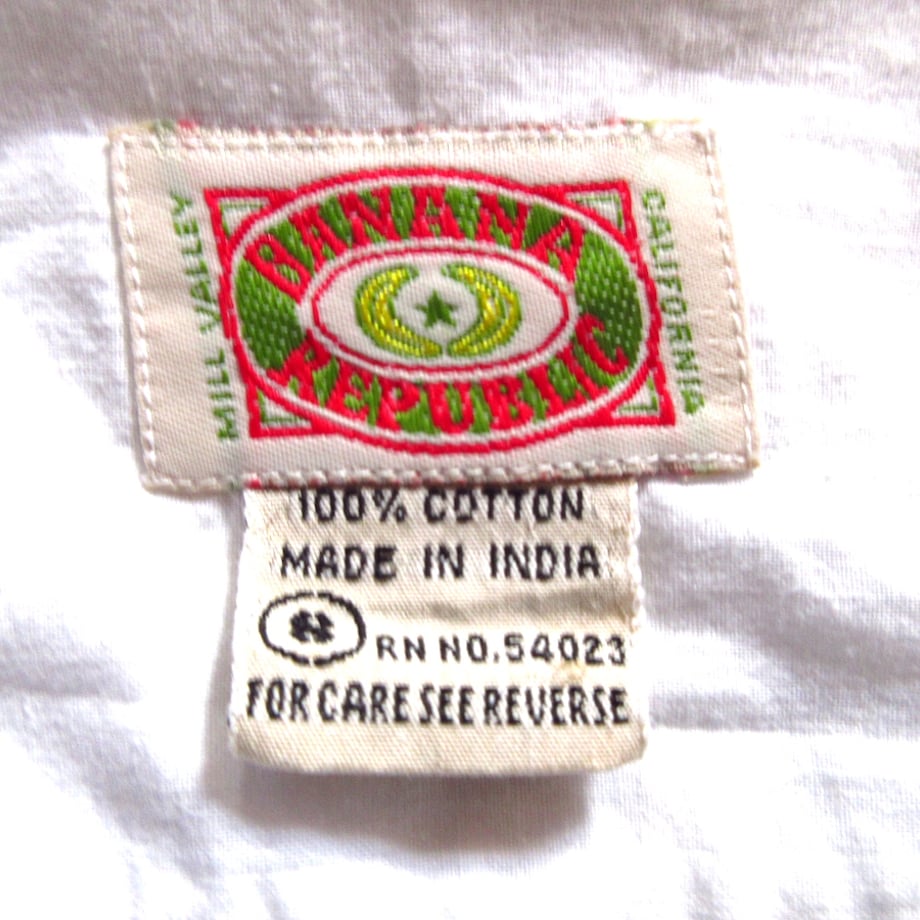 MILL VALLEY
BANANA
REPUBLIC
CALIFORNIA
100% COTTON
MADE IN INDIA
RN NO.54023
FOR CARE SEE REVERSE